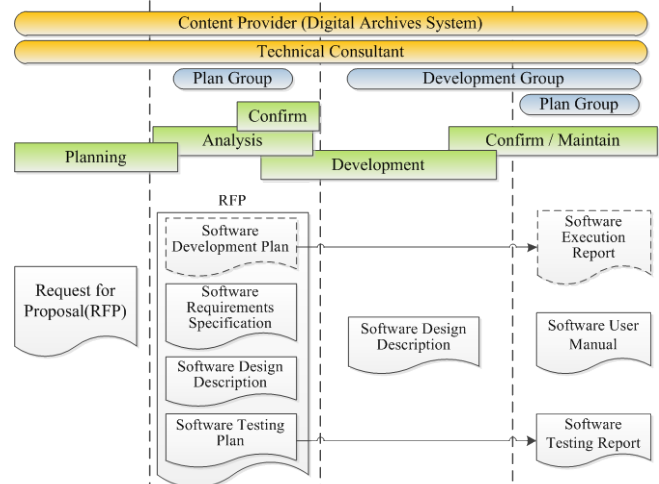 Content Provider (Digital Archives System)
Technical Consultant
Plan Group
Development Group
Plan Group
Confirm
Analysis
Confirm / Maintain
Planning
Development
RFP
Software
Development Plan
Software
Execution
Report
Request for
Proposal(RFP)
Software
Requirements
Specification
Software Design
Description
Software User
Manual
Software Design
Description
Software Testing
Plan
Software
Testing Report